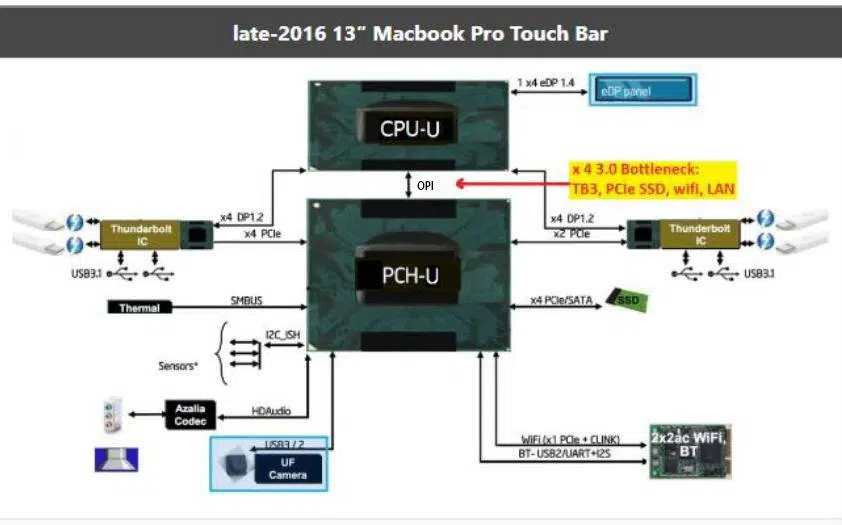 late-2016 13” Macbook Pro Touch Bar
1 x4 eDP 1.4
eDP panel
CPU-U
x 4 3.0 Bottleneck:
TB3, PCIe SSD, wifi, LAN
OPI
x4 DP1.2
x4 DP1.2
Thunderbolt
IC
x4 PCIe
x2 PCIe
Thunderbolt
IC
USB3.1
USB3.1
PCH-U
Thermal
SMBUS
x4 PCIe/SATA
SSD
I2C_ISH
Sensors*
Azalia
Codec
HDAudio
USB3 / 2
UF
Camera
WiFi (x1 PCIe + CLINK)
BT- USB2/UART+I2S
2x2ac WiFi,
BT